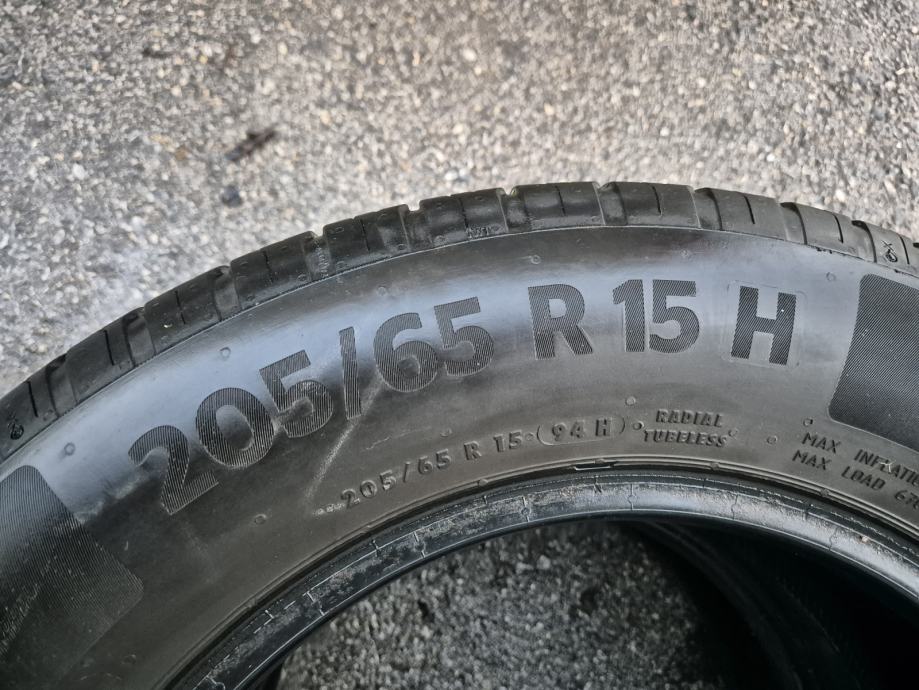 205/65 R 15 H
205/65 R 15 94 H
RADIAL
TUBELESS
MAX
MAX LOAD